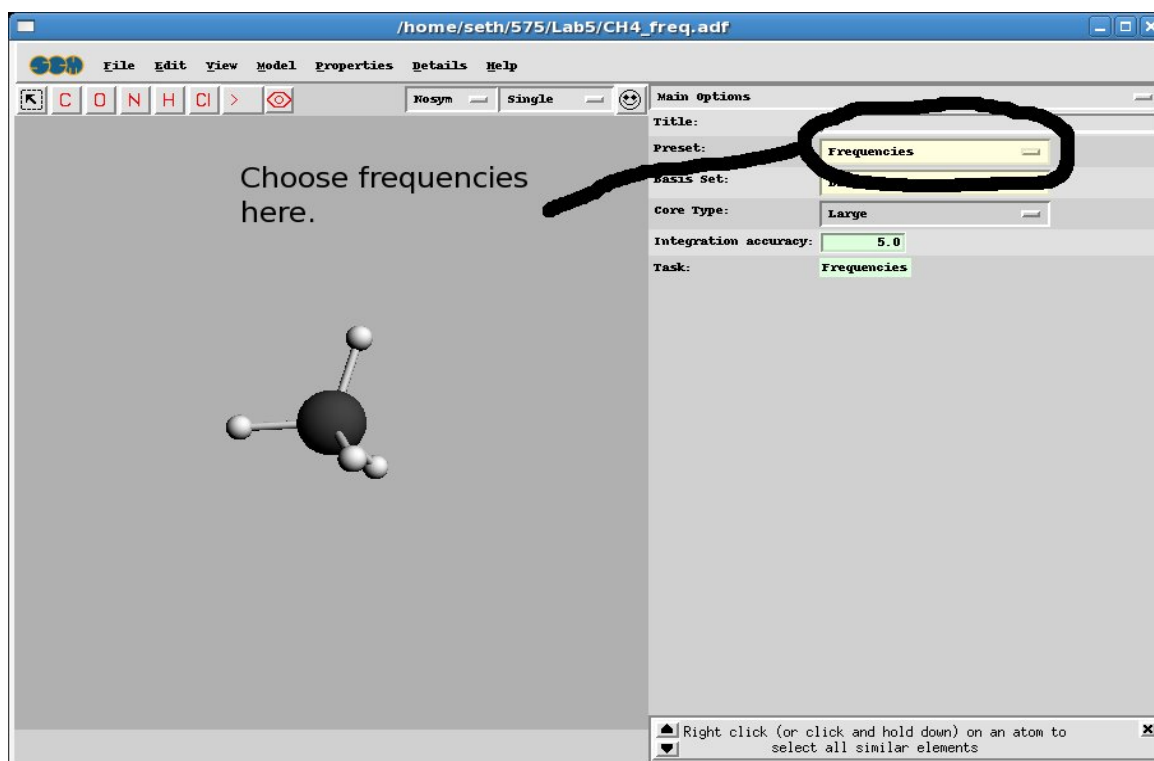 /home/seth/575/Lab5/CH4_freq.adf
SCM File Edit View Model Properties Details Help
C O N H Cl > Nosym Single
Main Options
Title:
Preset: Frequencies
Choose frequencies
here.
Basis Set:
Core Type: Large
Integration accuracy: 5.0
Task: Frequencies
Right click (or click and hold down) on an atom to
select all similar elements